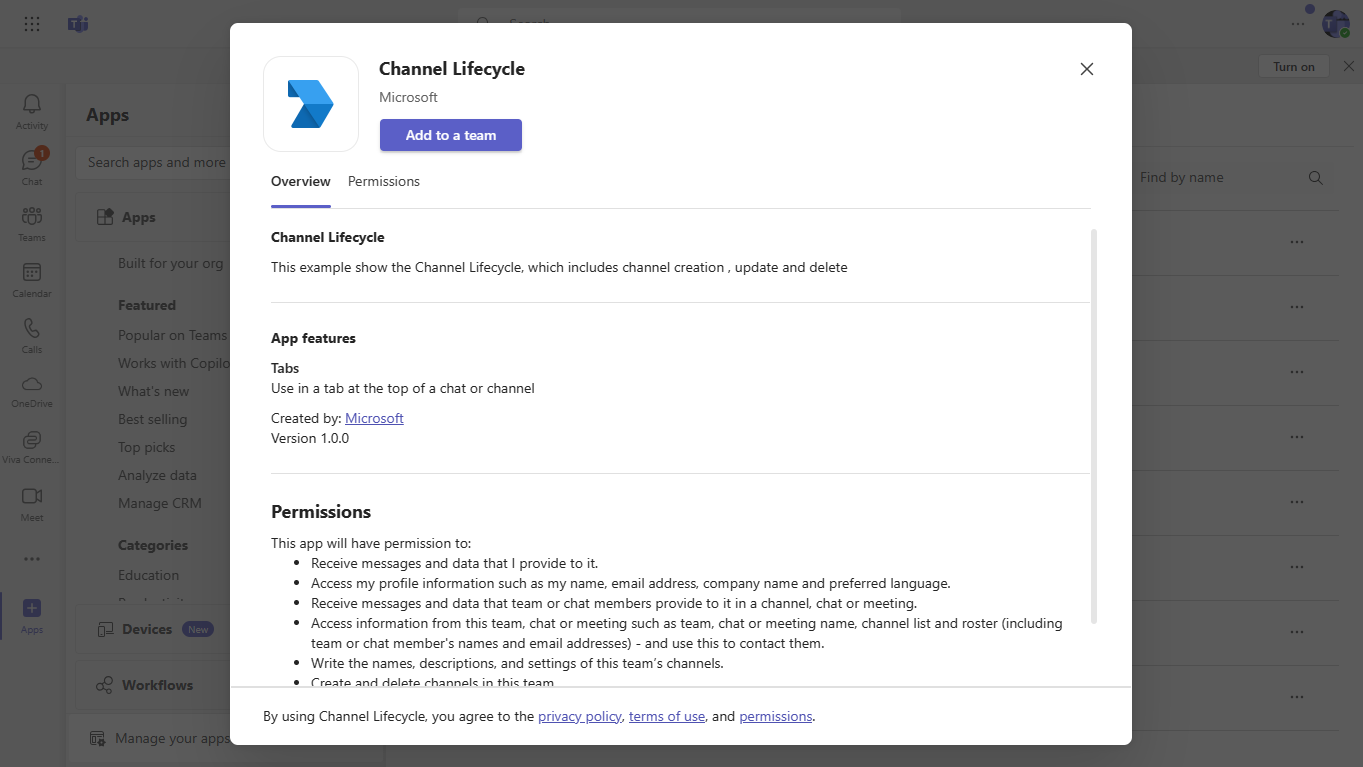 Search
Turn on
Activity
1
Chat
Teams
Calendar
Calls
OneDrive
Viva Conne...
Meet
Apps
Apps
Search apps and more
Apps
Built for your org
Featured
Popular on Teams
Works with Copilo
What's new
Best selling
Top picks
Analyze data
Manage CRM
Categories
Education
Productivity
Devices New
Workflows
Manage your apps
Find by name
Channel Lifecycle
Microsoft
Add to a team
Overview Permissions
Channel Lifecycle
This example show the Channel Lifecycle, which includes channel creation , update and delete
App features
Tabs
Use in a tab at the top of a chat or channel
Created by: Microsoft
Version 1.0.0
Permissions
This app will have permission to:
• Receive messages and data that I provide to it.
• Access my profile information such as my name, email address, company name and preferred language.
• Receive messages and data that team or chat members provide to it in a channel, chat or meeting.
• Access information from this team, chat or meeting such as team, chat or meeting name, channel list and roster (including
team or chat member's names and email addresses) - and use this to contact them.
• Write the names, descriptions, and settings of this team's channels.
• Create and delete channels in this team.
By using Channel Lifecycle, you agree to the privacy policy, terms of use, and permissions.